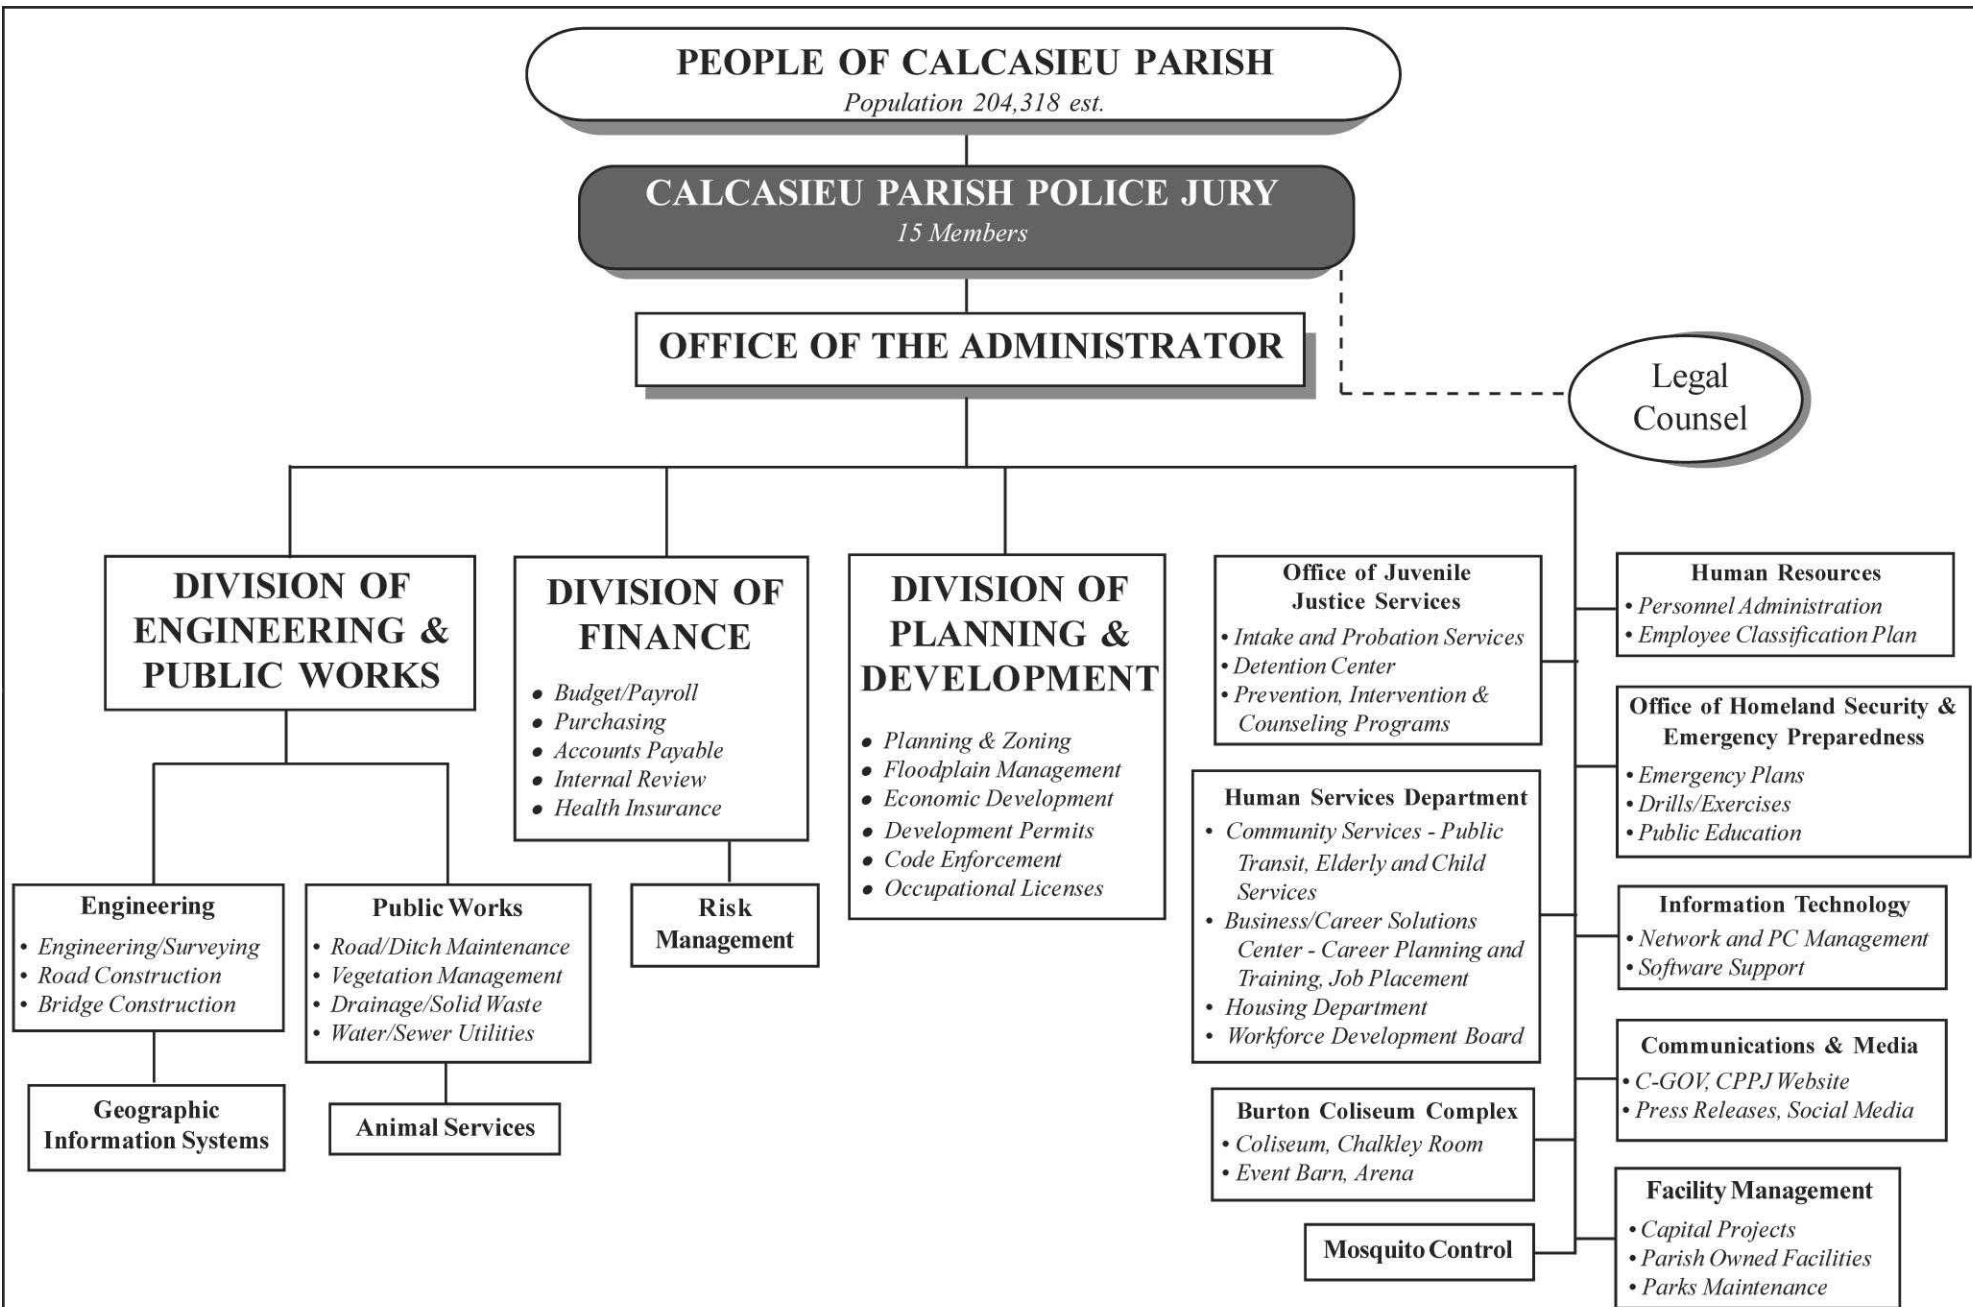 PEOPLE OF CALCASIEU PARISH
Population 204,318 est.
CALCASIEU PARISH POLICE JURY
15 Members
OFFICE OF THE ADMINISTRATOR
Legal
Counsel
DIVISION OF
ENGINEERING &
PUBLIC WORKS
Engineering
• Engineering/Surveying
• Road Construction
• Bridge Construction
Geographic
Information Systems
Public Works
• Road/Ditch Maintenance
• Vegetation Management
• Drainage/Solid Waste
• Water/Sewer Utilities
Animal Services
DIVISION OF
FINANCE
• Budget/Payroll
• Purchasing
• Accounts Payable
• Internal Review
• Health Insurance
Risk
Management
DIVISION OF
PLANNING &
DEVELOPMENT
• Planning & Zoning
• Floodplain Management
• Economic Development
• Development Permits
• Code Enforcement
• Occupational Licenses
Office of Juvenile
Justice Services
• Intake and Probation Services
• Detention Center
• Prevention, Intervention &
Counseling Programs
Human Services Department
• Community Services - Public
Transit, Elderly and Child
Services
• Business/Career Solutions
Center - Career Planning and
Training, Job Placement
• Housing Department
• Workforce Development Board
Burton Coliseum Complex
• Coliseum, Chalkley Room
• Event Barn, Arena
Mosquito Control
Human Resources
• Personnel Administration
• Employee Classification Plan
Office of Homeland Security &
Emergency Preparedness
• Emergency Plans
• Drills/Exercises
• Public Education
Information Technology
• Network and PC Management
• Software Support
Communications & Media
• C-GOV, CPPJ Website
• Press Releases, Social Media
Facility Management
• Capital Projects
• Parish Owned Facilities
• Parks Maintenance